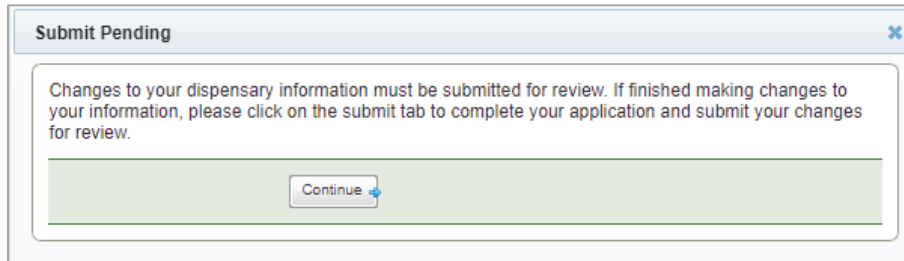 Submit Pending
Changes to your dispensary information must be submitted for review. If finished making changes to
your information, please click on the submit tab to complete your application and submit your changes
for review.
Continue